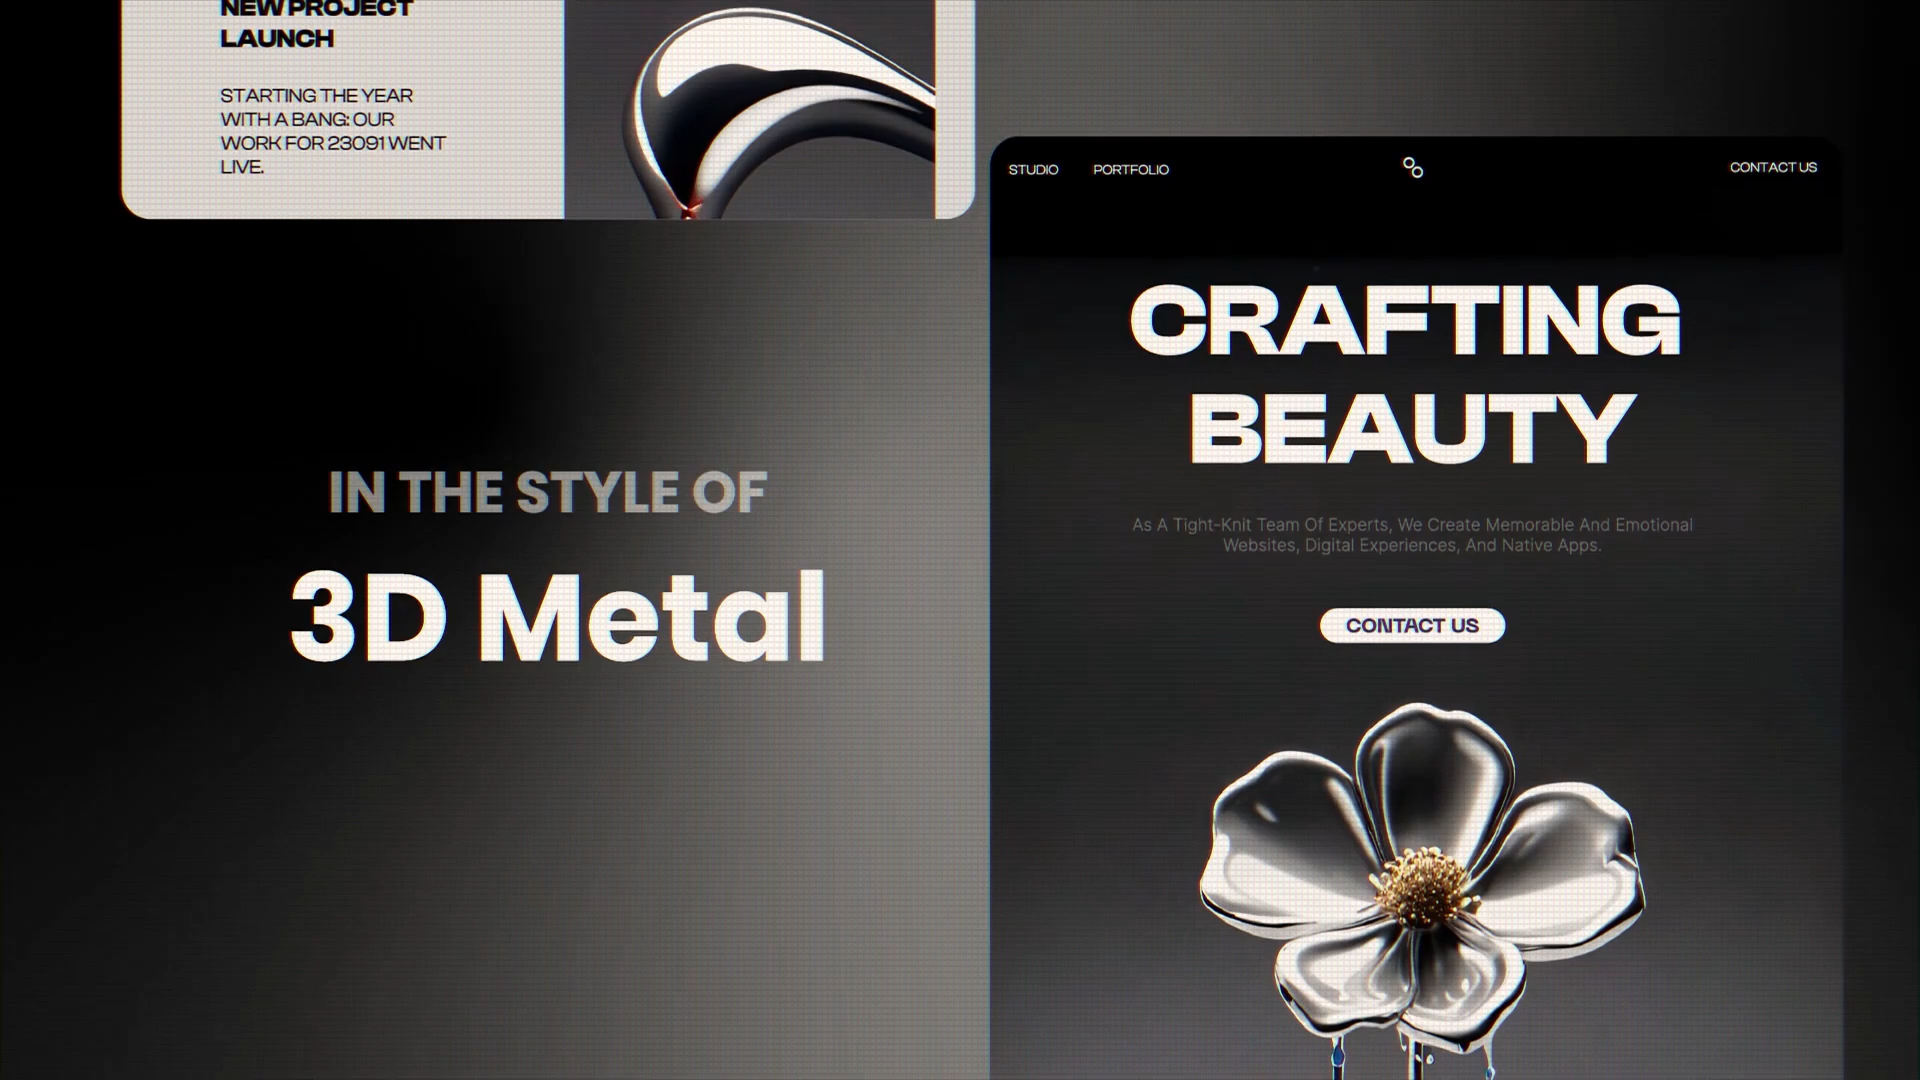 NEW PROJECT
LAUNCH
STARTING THE YEAR
WITH A BANG: OUR
WORK FOR 23091 WENT
LIVE.
IN THE STYLE OF
3D Metal
STUDIO
PORTFOLIO
CONTACT US
CRAFTING
BEAUTY
As A Tight-Knit Team Of Experts, We Create Memorable And Emotional
Websites, Digital Experiences, And Native Apps.
CONTACT US